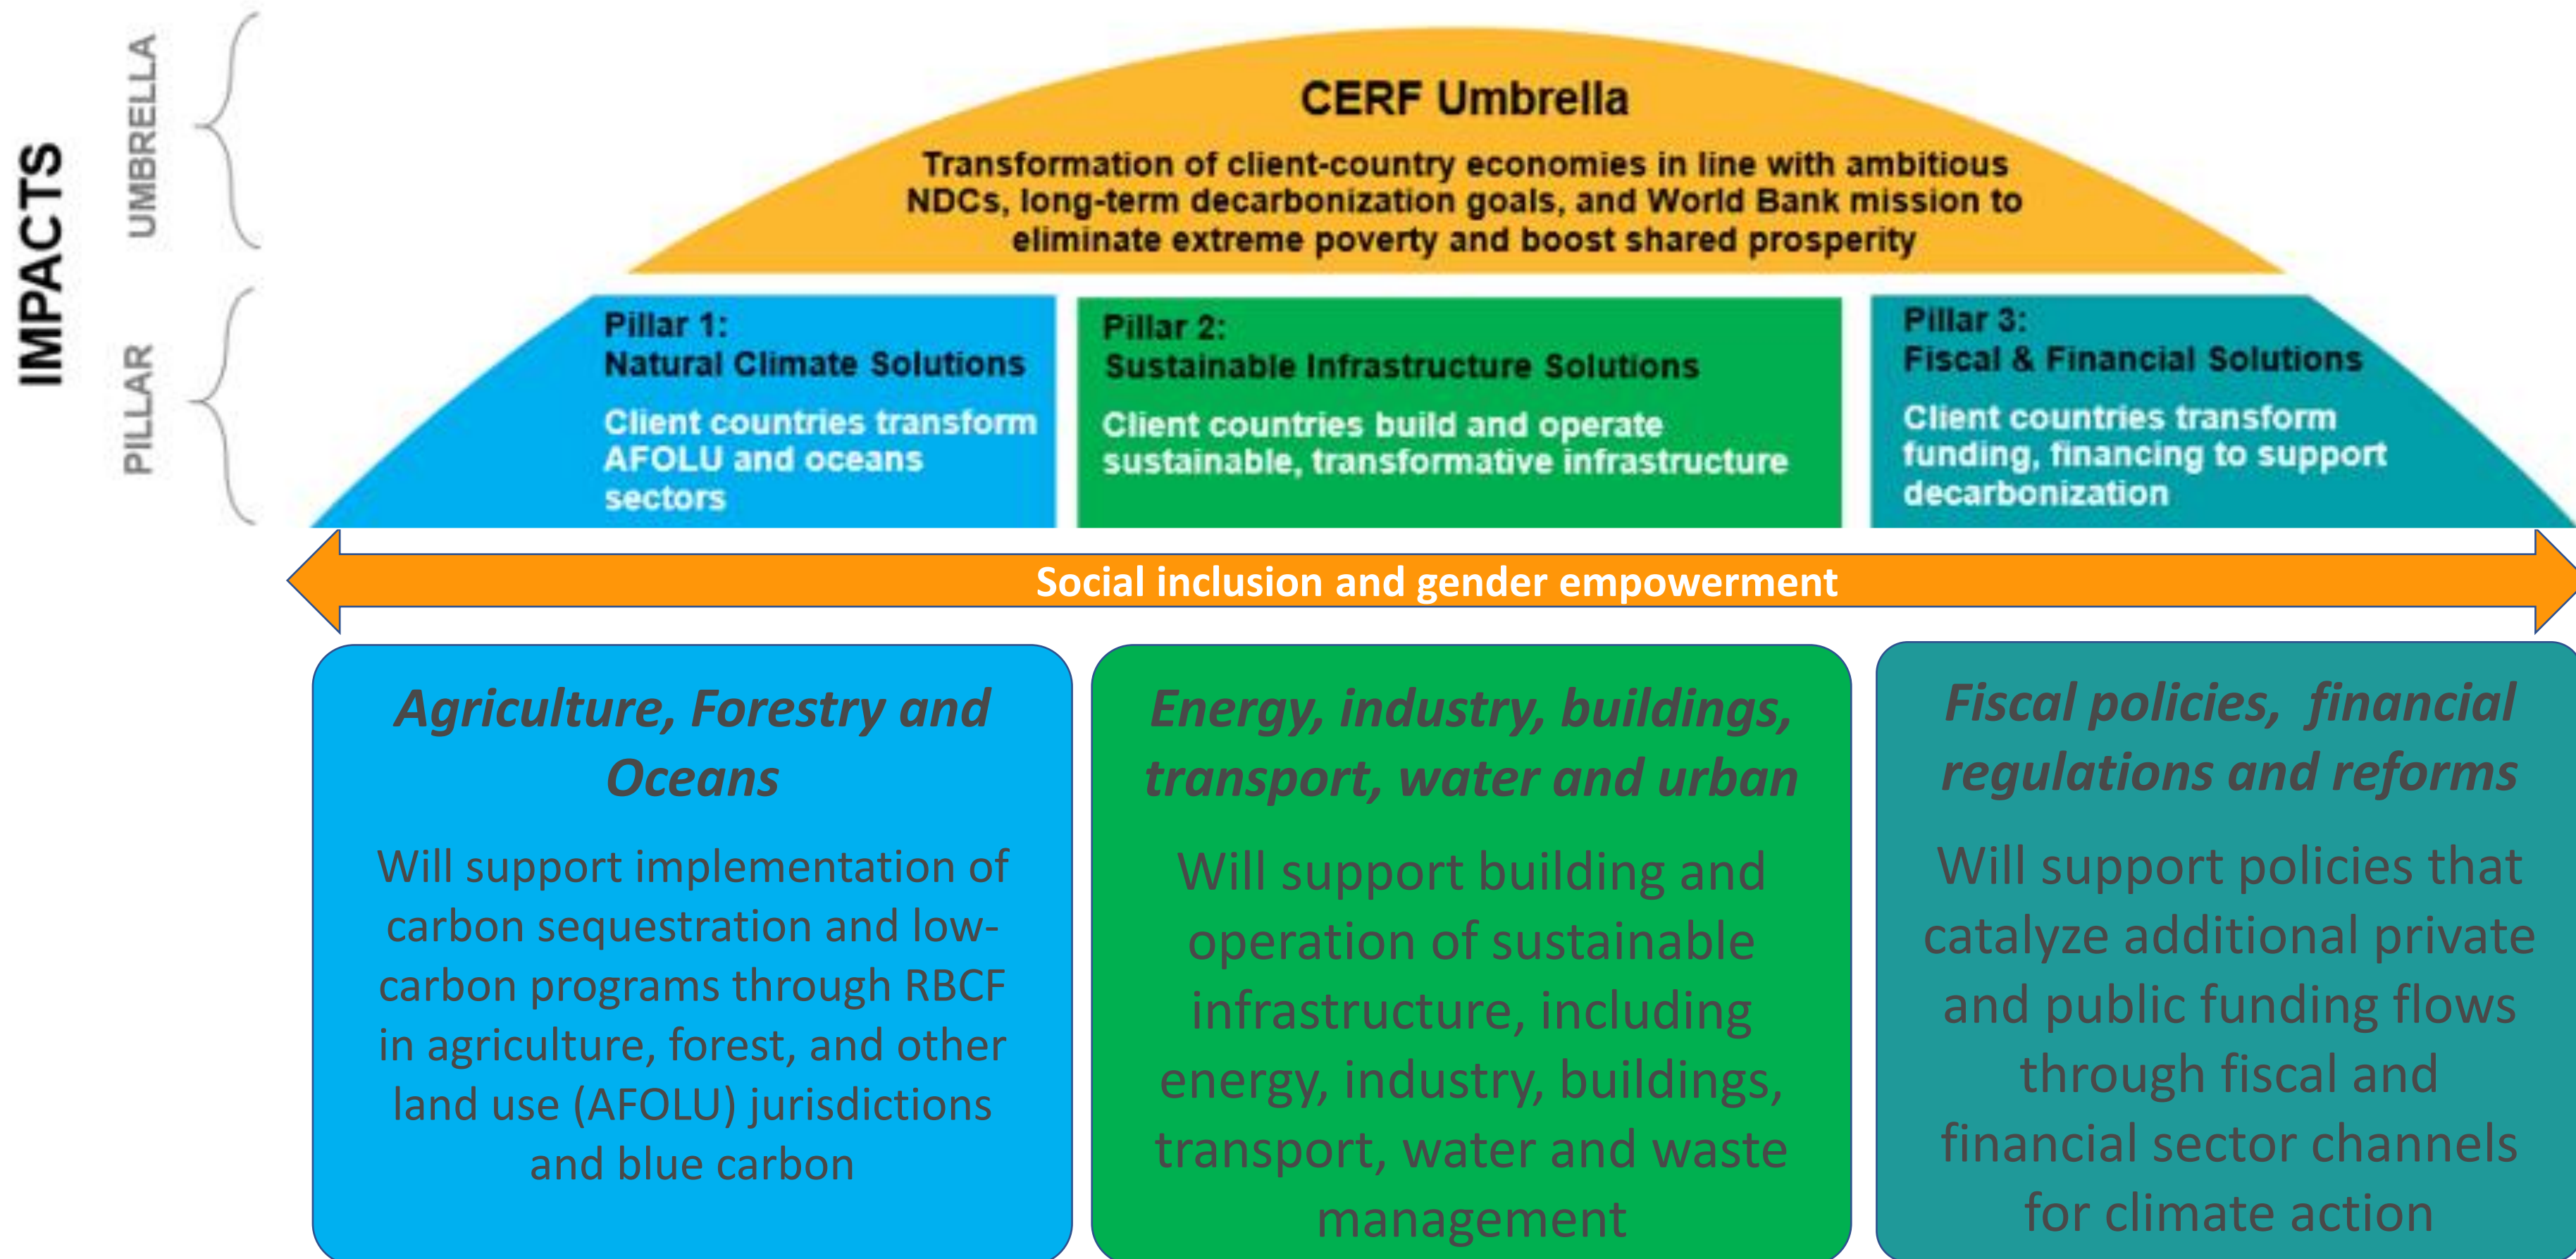 IMPACTS
UMBRELLA
CERF Umbrella
Transformation of client-country economies in line with ambitious
NDCs, long-term decarbonization goals, and World Bank mission to
eliminate extreme poverty and boost shared prosperity
PILLAR
Pillar 1:
Natural Climate Solutions
Client countries transform
AFOLU and oceans
sectors
Pillar 2:
Sustainable Infrastructure Solutions
Client countries build and operate
sustainable, transformative infrastructure
Pillar 3:
Fiscal & Financial Solutions
Client countries transform
funding, financing to support
decarbonization
Social inclusion and gender empowerment
Agriculture, Forestry and
Oceans
Will support implementation of
carbon sequestration and low-
carbon programs through RBCF
in agriculture, forest, and other
land use (AFOLU) jurisdictions
and blue carbon
Energy, industry, buildings,
transport, water and urban
Will support building and
operation of sustainable
infrastructure, including
energy, industry, buildings,
transport, water and waste
management
Fiscal policies, financial
regulations and reforms
Will support policies that
catalyze additional private
and public funding flows
through fiscal and
financial sector channels
for climate action